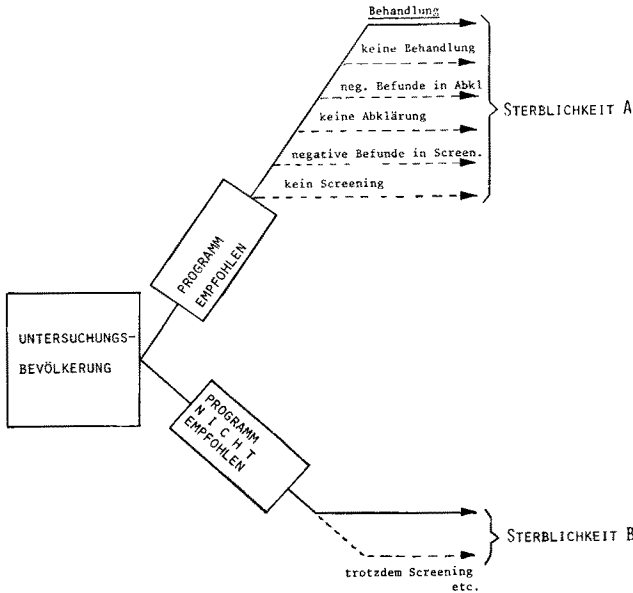 Behandlung
keine Behandlung
neg. Befunde in Abkl
keine Abklärung
negative Befunde in Screen.
kein Screening
STERBLICHKEIT A
PROGRAMM
EMPFOHLEN
UNTERSUCHUNGS-
BEVÖLKERUNG
PROGRAMM
N I C H T
EMPFOHLEN
STERBLICHKEIT B
trotzdem Screening
etc.